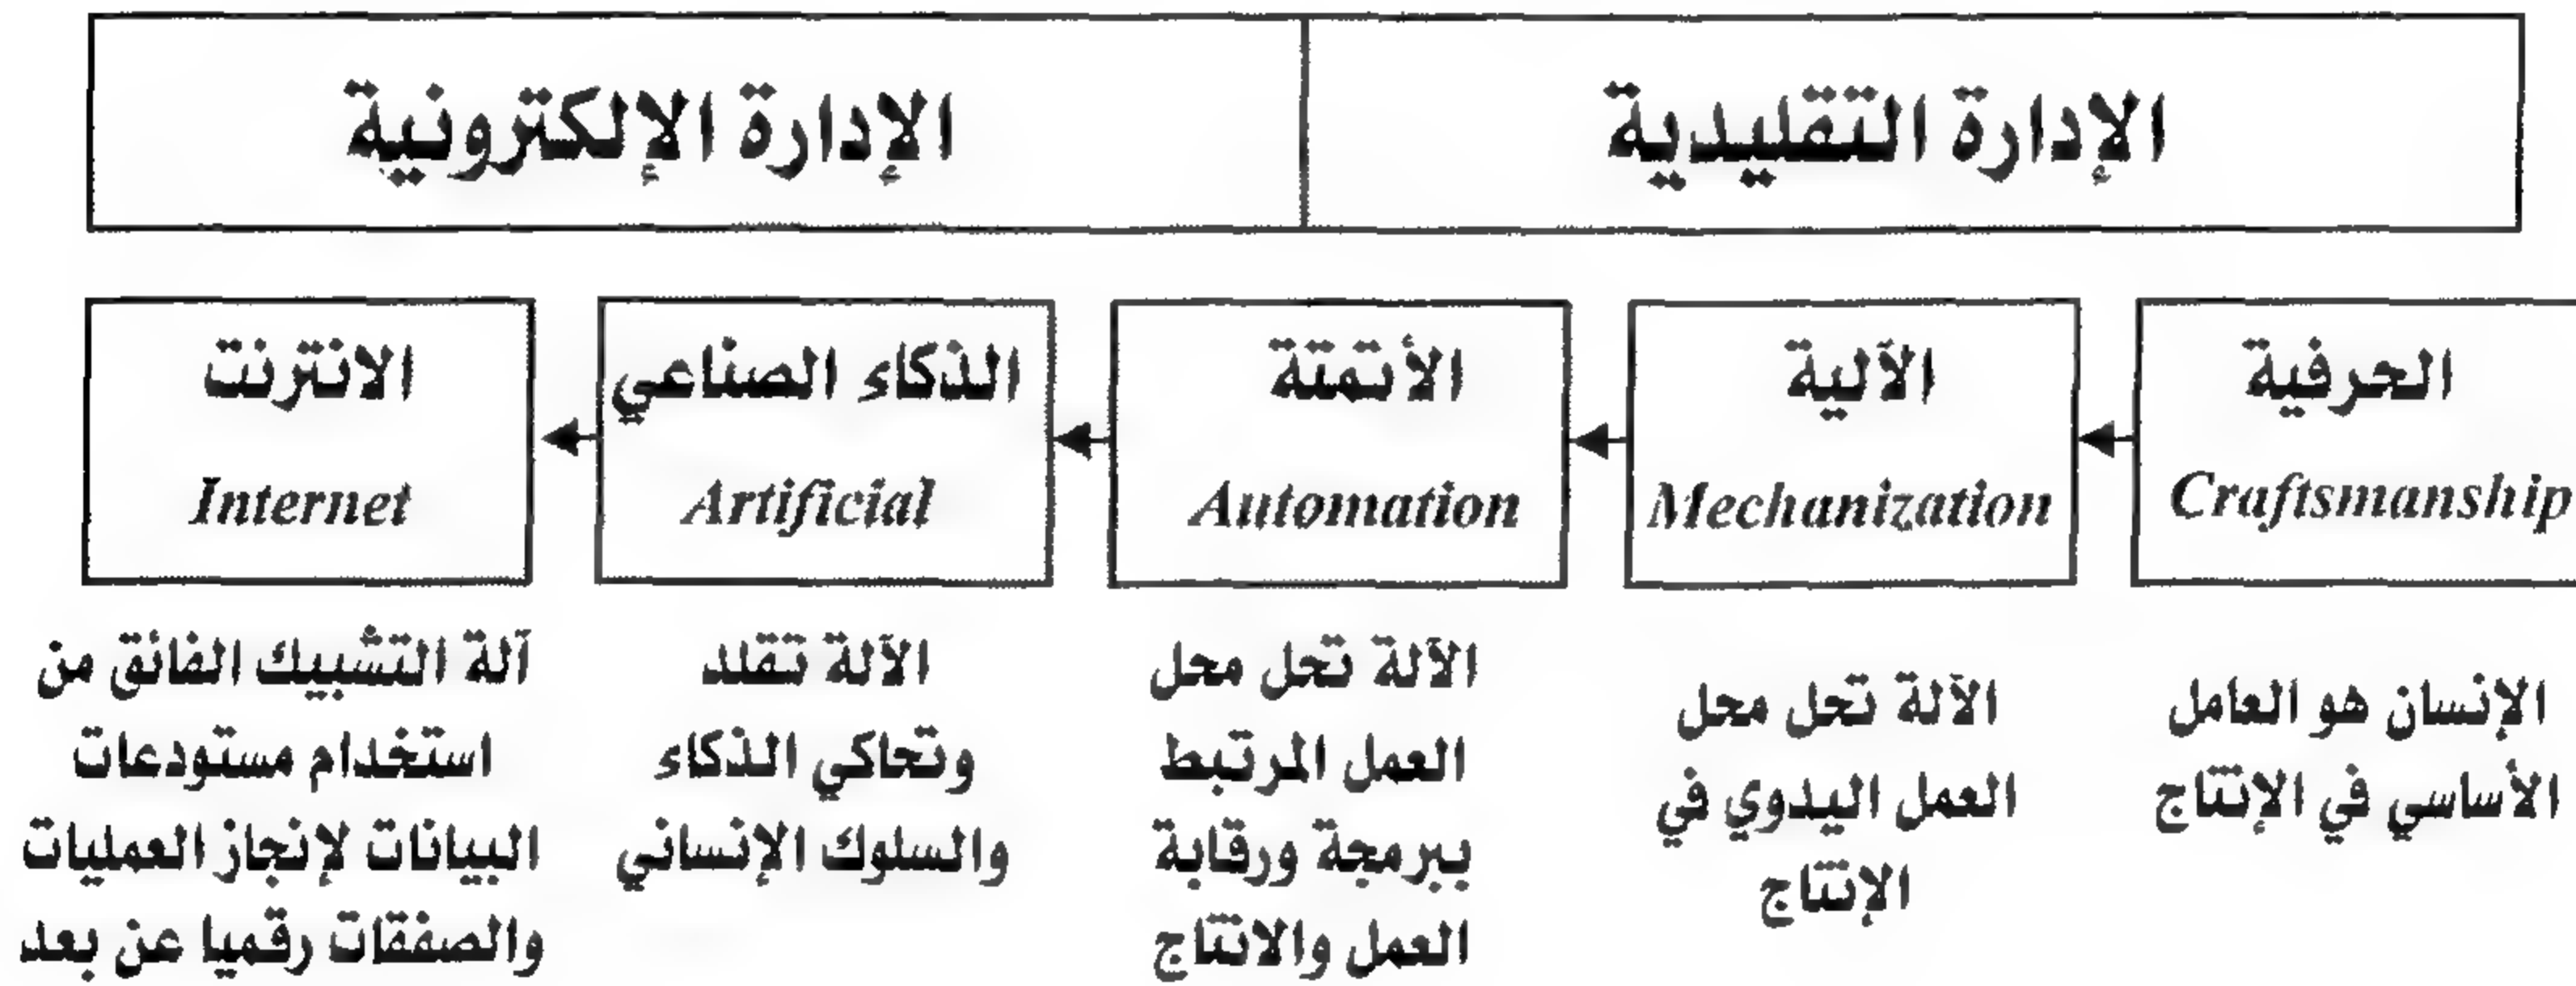 الإدارة التقليدية
الإدارة الإلكترونية
الحرفية
Craftsmanship
الآلية
Mechanization
الأتمتة
Automation
الذكاء الصناعي
Artificial
الانترنت
Internet
الإنسان هو العامل
الأساسي في الإنتاج
الآلة تحل محل
العمل اليدوي في
الإنتاج
الآلة تحل محل
العمل المرتبط
ببرمجة ورقابة
العمل والانتاج
الآلة تقلد
وتحاكي الذكاء
والسلوك الإنساني
آلة التشبيك الفائق من
استخدام مستودعات
البيانات لإنجاز العمليات
والصفقات رقميا عن بعد